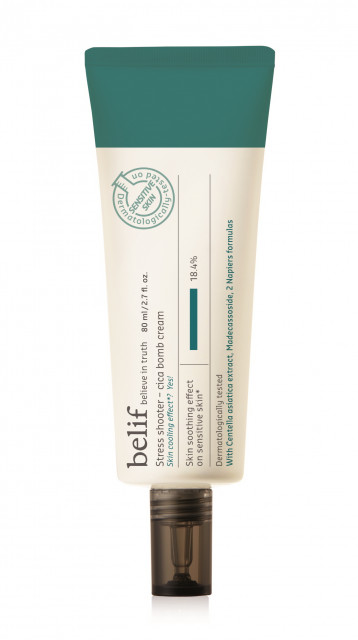 belif believe in truth 80 ml/2.7 fl. oz.
Stress shooter – cica bomb cream
Skin cooling effect*? Yes!
Skin soothing effect
on sensitive skin*
18.4%
Dermatologically tested
With Centella asiatica extract, Madecassoside, 2 Napiers formulas
Dermatologically-tested on
SENSITIVE
SKIN